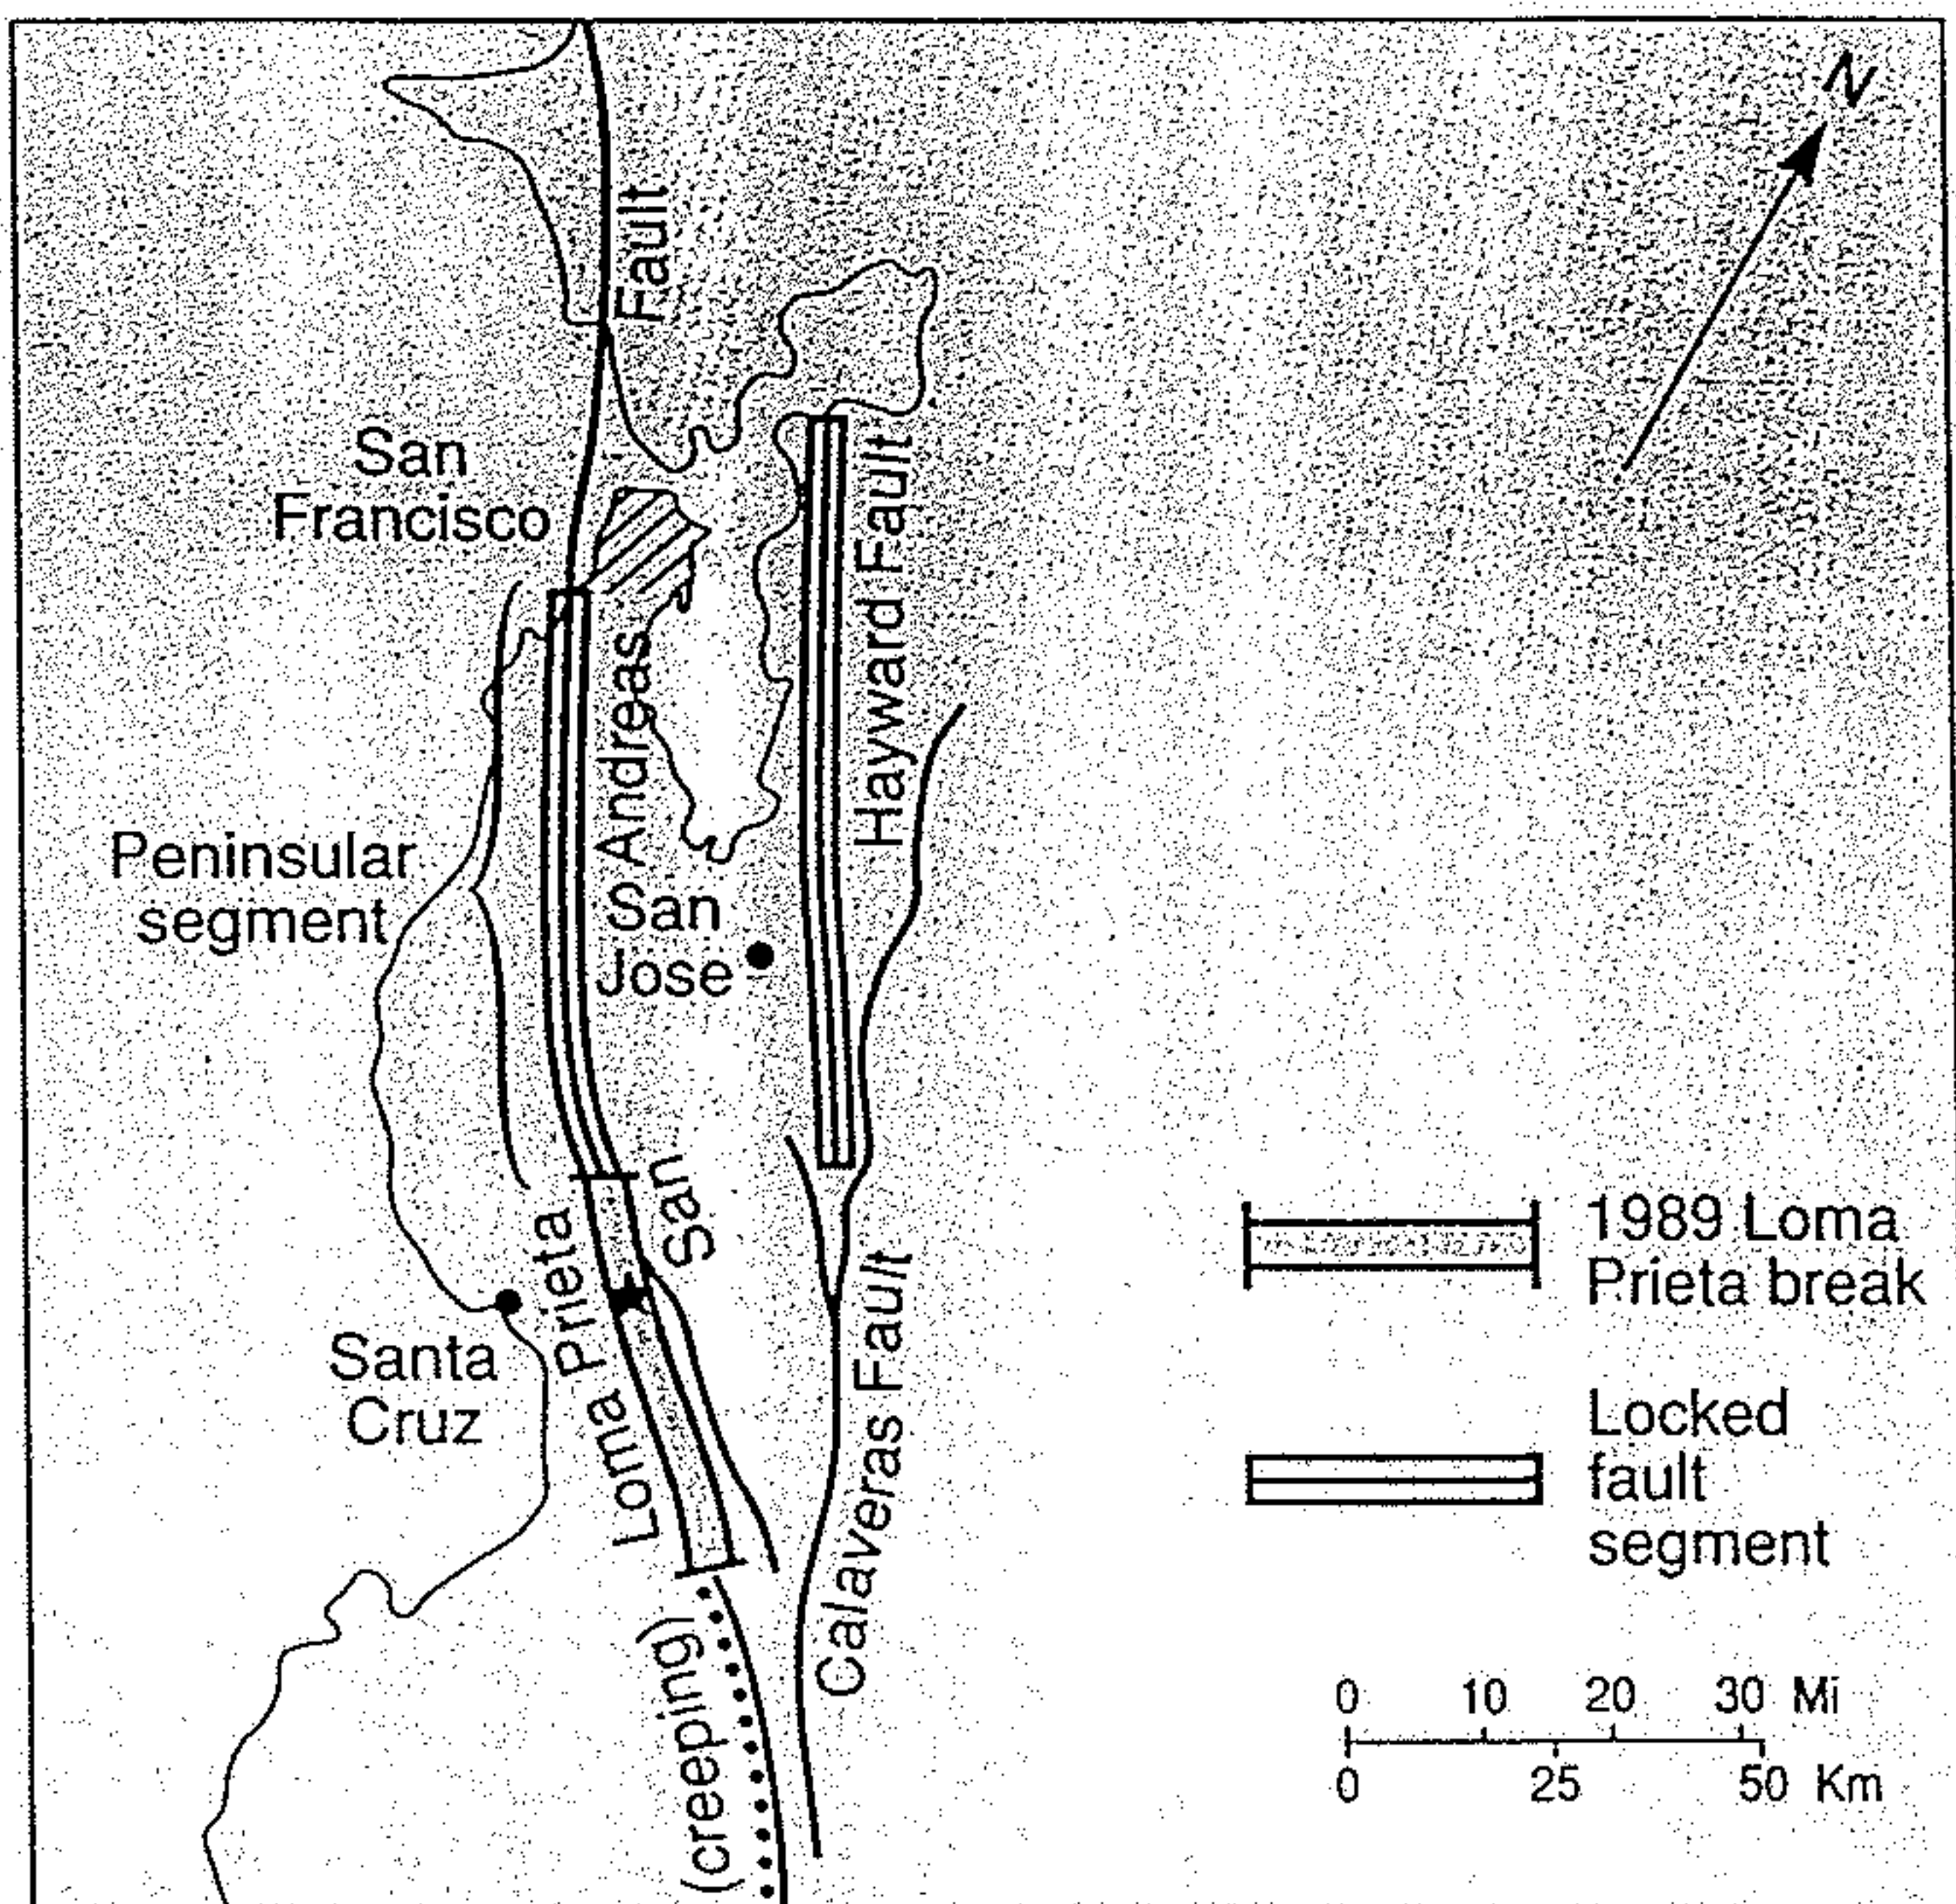 N
Fault
San
Francisco
Hayward Fault
Andreas
Peninsular
segment
San
Jose
San
Loma Prieta
Santa
Cruz
Calaveras Fault
(creeping)
1989 Loma
Prieta break
Locked
fault
segment
0 10 20 30 Mi
0 25 50 Km